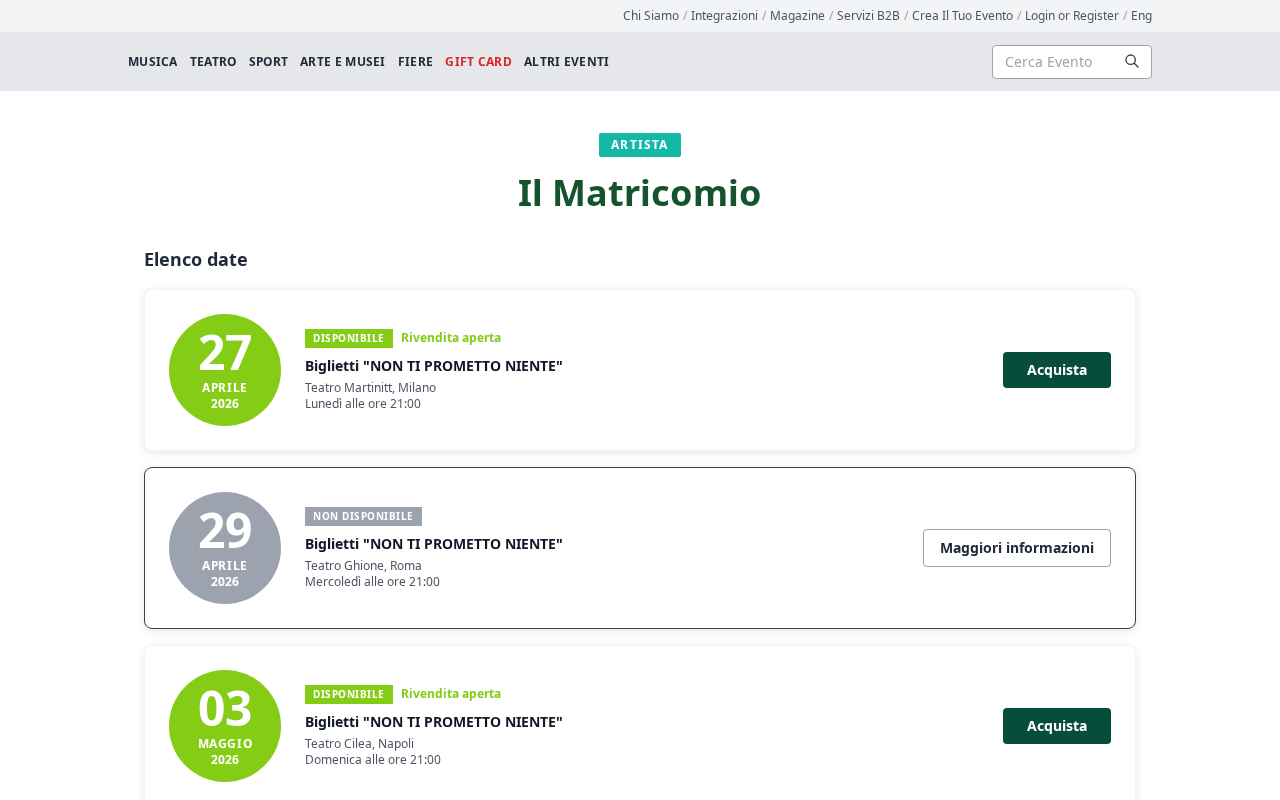 Chi Siamo / Integrazioni / Magazine / Servizi B2B / Crea Il Tuo Evento / Login or Register / Eng
MUSICA TEATRO SPORT ARTE E MUSEI FIERE GIFT CARD ALTRI EVENTI
Cerca Evento
ARTISTA
Il Matricomio
Elenco date
27
APRILE
2026
DISPONIBILE Rivendita aperta
Biglietti "NON TI PROMETTO NIENTE"
Teatro Martinitt, Milano
Lunedì alle ore 21:00
Acquista
29
APRILE
2026
NON DISPONIBILE
Biglietti "NON TI PROMETTO NIENTE"
Teatro Ghione, Roma
Mercoledì alle ore 21:00
Maggiori informazioni
03
MAGGIO
2026
DISPONIBILE Rivendita aperta
Biglietti "NON TI PROMETTO NIENTE"
Teatro Cilea, Napoli
Domenica alle ore 21:00
Acquista